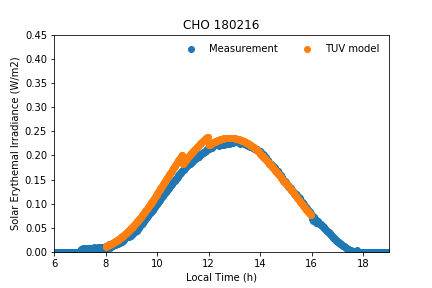 CHO 180216
Measurement TUV model
Solar Erythemal Irradiance (W/m2)
0.45
0.40
0.35
0.30
0.25
0.20
0.15
0.10
0.05
0.00
6 8 10 12 14 16 18
Local Time (h)